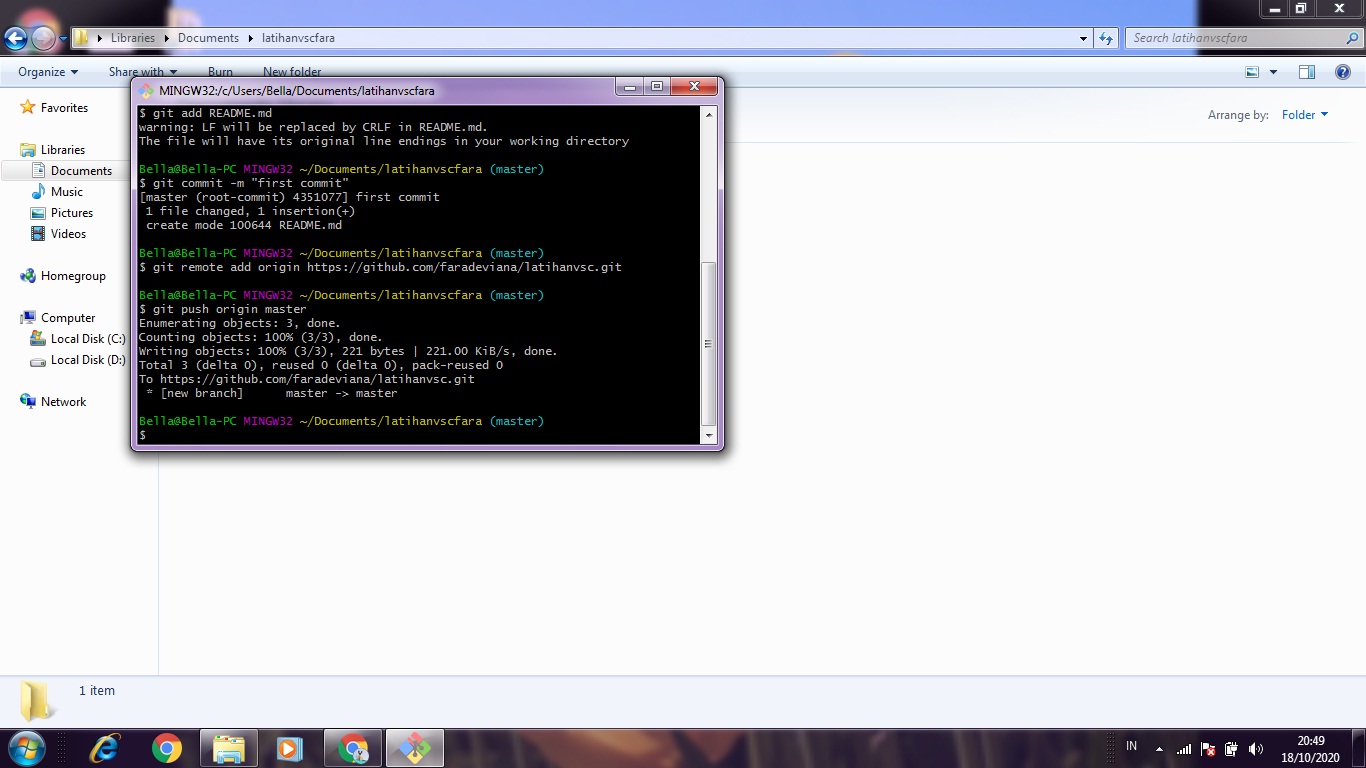 Libraries Documents latihanvscfara
Search latihanvscfara
Organize Share with Burn New folder
Arrange by: Folder
Favorites
Libraries
Documents
Music
Pictures
Videos
Homegroup
Computer
Local Disk (C:)
Local Disk (D:)
Network
MINGW32:/c/Users/Bella/Documents/latihanvscfara
$ git add README.md
warning: LF will be replaced by CRLF in README.md.
The file will have its original line endings in your working directory
Bella@Bella-PC MINGW32 ~/Documents/latihanvscfara (master)
$ git commit -m "first commit"
[master (root-commit) 4351077] first commit
1 file changed, 1 insertion(+)
create mode 100644 README.md
Bella@Bella-PC MINGW32 ~/Documents/latihanvscfara (master)
$ git remote add origin https://github.com/faradeviana/latihanvsc.git
Bella@Bella-PC MINGW32 ~/Documents/latihanvscfara (master)
$ git push origin master
Enumerating objects: 3, done.
Counting objects: 100% (3/3), done.
Writing objects: 100% (3/3), 221 bytes | 221.00 KiB/s, done.
Total 3 (delta 0), reused 0 (delta 0), pack-reused 0
To https://github.com/faradeviana/latihanvsc.git
* [new branch]      master -> master
Bella@Bella-PC MINGW32 ~/Documents/latihanvscfara (master)
$
1 item
IN
20:49
18/10/2020